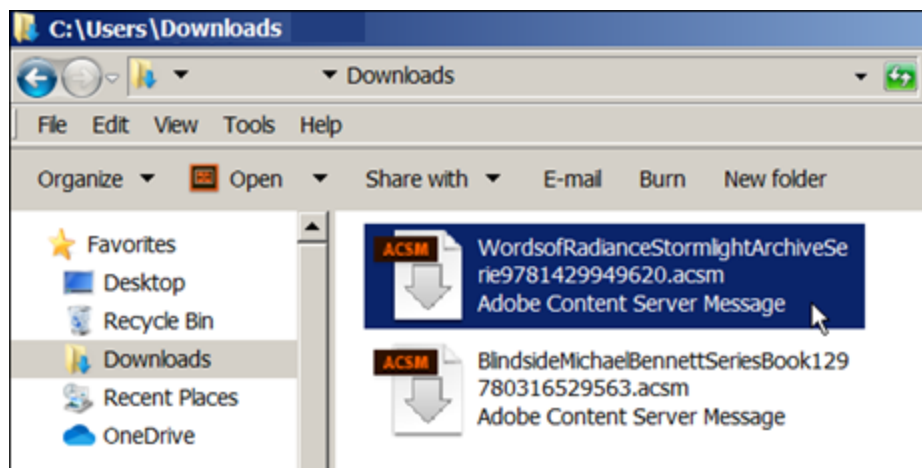 C:\Users\Downloads
Downloads
File Edit View Tools Help
Organize Open Share with E-mail Burn New folder
Favorites
Desktop
Recycle Bin
Downloads
Recent Places
OneDrive
ACSM
WordsofRadianceStormlightArchiveSe
rie9781429949620.acsm
Adobe Content Server Message
ACSM
BlindsideMichaelBennettSeriesBook129
780316529563.acsm
Adobe Content Server Message